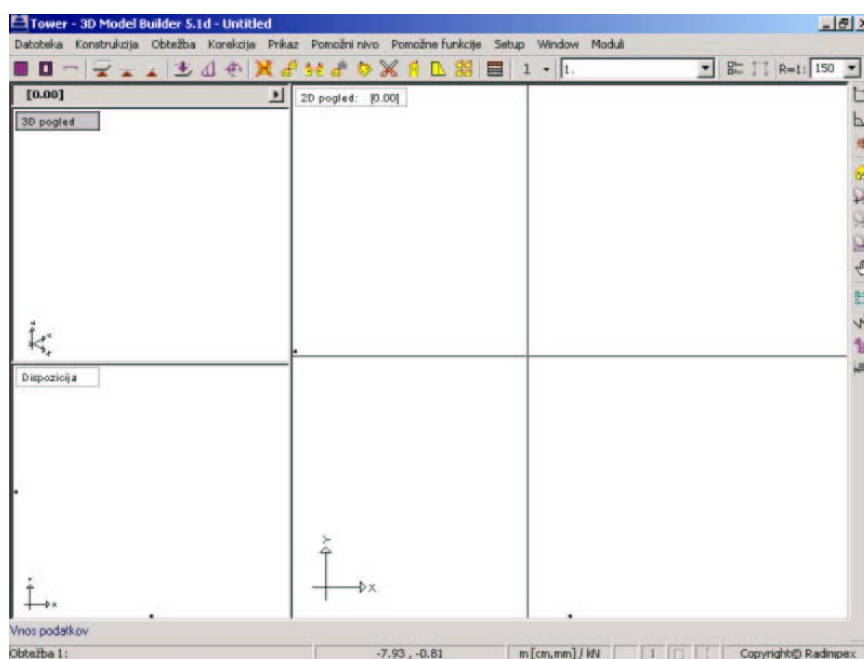 Tower - 3D Model Builder 5.1d - Untitled
Datoteka Konstrukcija Obtežba Korekcija Prikaz Pomožni nivo Pomožne funkcije Setup Window Moduli
1 1. R=1: 150
[0.00]
2D pogled: [0.00]
3D pogled
Dispozicija
Y
X
x
Vnos podatkov
Obtežba 1: -7.93 , -0.81 m [cm,mm] / kN Copyright© Radimpex